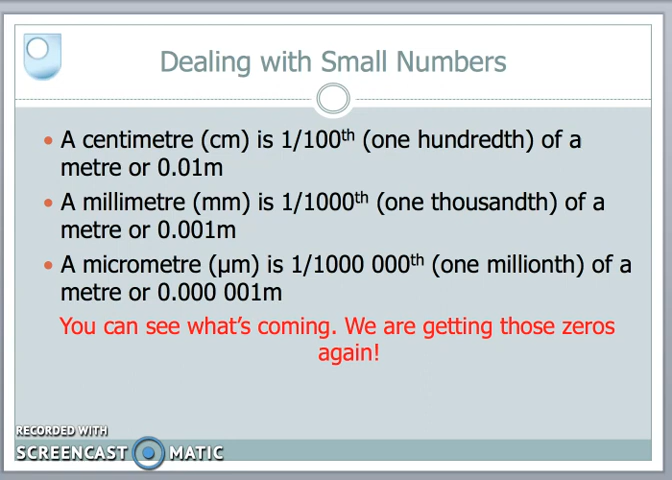 Dealing with Small Numbers
• A centimetre (cm) is 1/100th (one hundredth) of a
metre or 0.01m
• A millimetre (mm) is 1/1000th (one thousandth) of a
metre or 0.001m
• A micrometre (µm) is 1/1000 000th (one millionth) of a
metre or 0.000 001m
You can see what's coming. We are getting those zeros
again!
RECORDED WITH
SCREENCAST MATIC